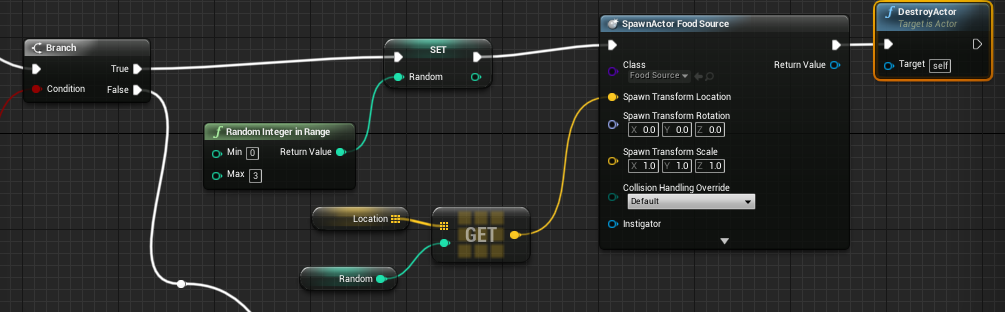 Branch
True
Condition
False
SET
Random
f Random Integer in Range
Min 0
Return Value
Max 3
Location
GET
Random
SpawnActor Food Source
Class
Food Source
Return Value
Spawn Transform Location
Spawn Transform Rotation
X 0.0 Y 0.0 Z 0.0
Spawn Transform Scale
X 1.0 Y 1.0 Z 1.0
Collision Handling Override
Default
Instigator
f DestroyActor
Target is Actor
Target self